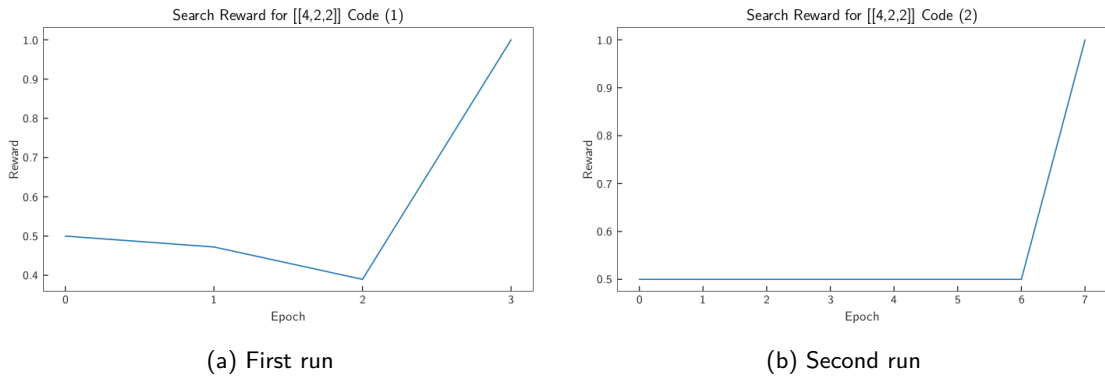 Search Reward for [[4,2,2]] Code (1)
1.0
0.9
0.8
0.7
0.6
0.5
0.4
Reward
0 1 2 3
Epoch
(a) First run
Search Reward for [[4,2,2]] Code (2)
1.0
0.9
0.8
0.7
0.6
0.5
Reward
0 1 2 3 4 5 6 7
Epoch
(b) Second run